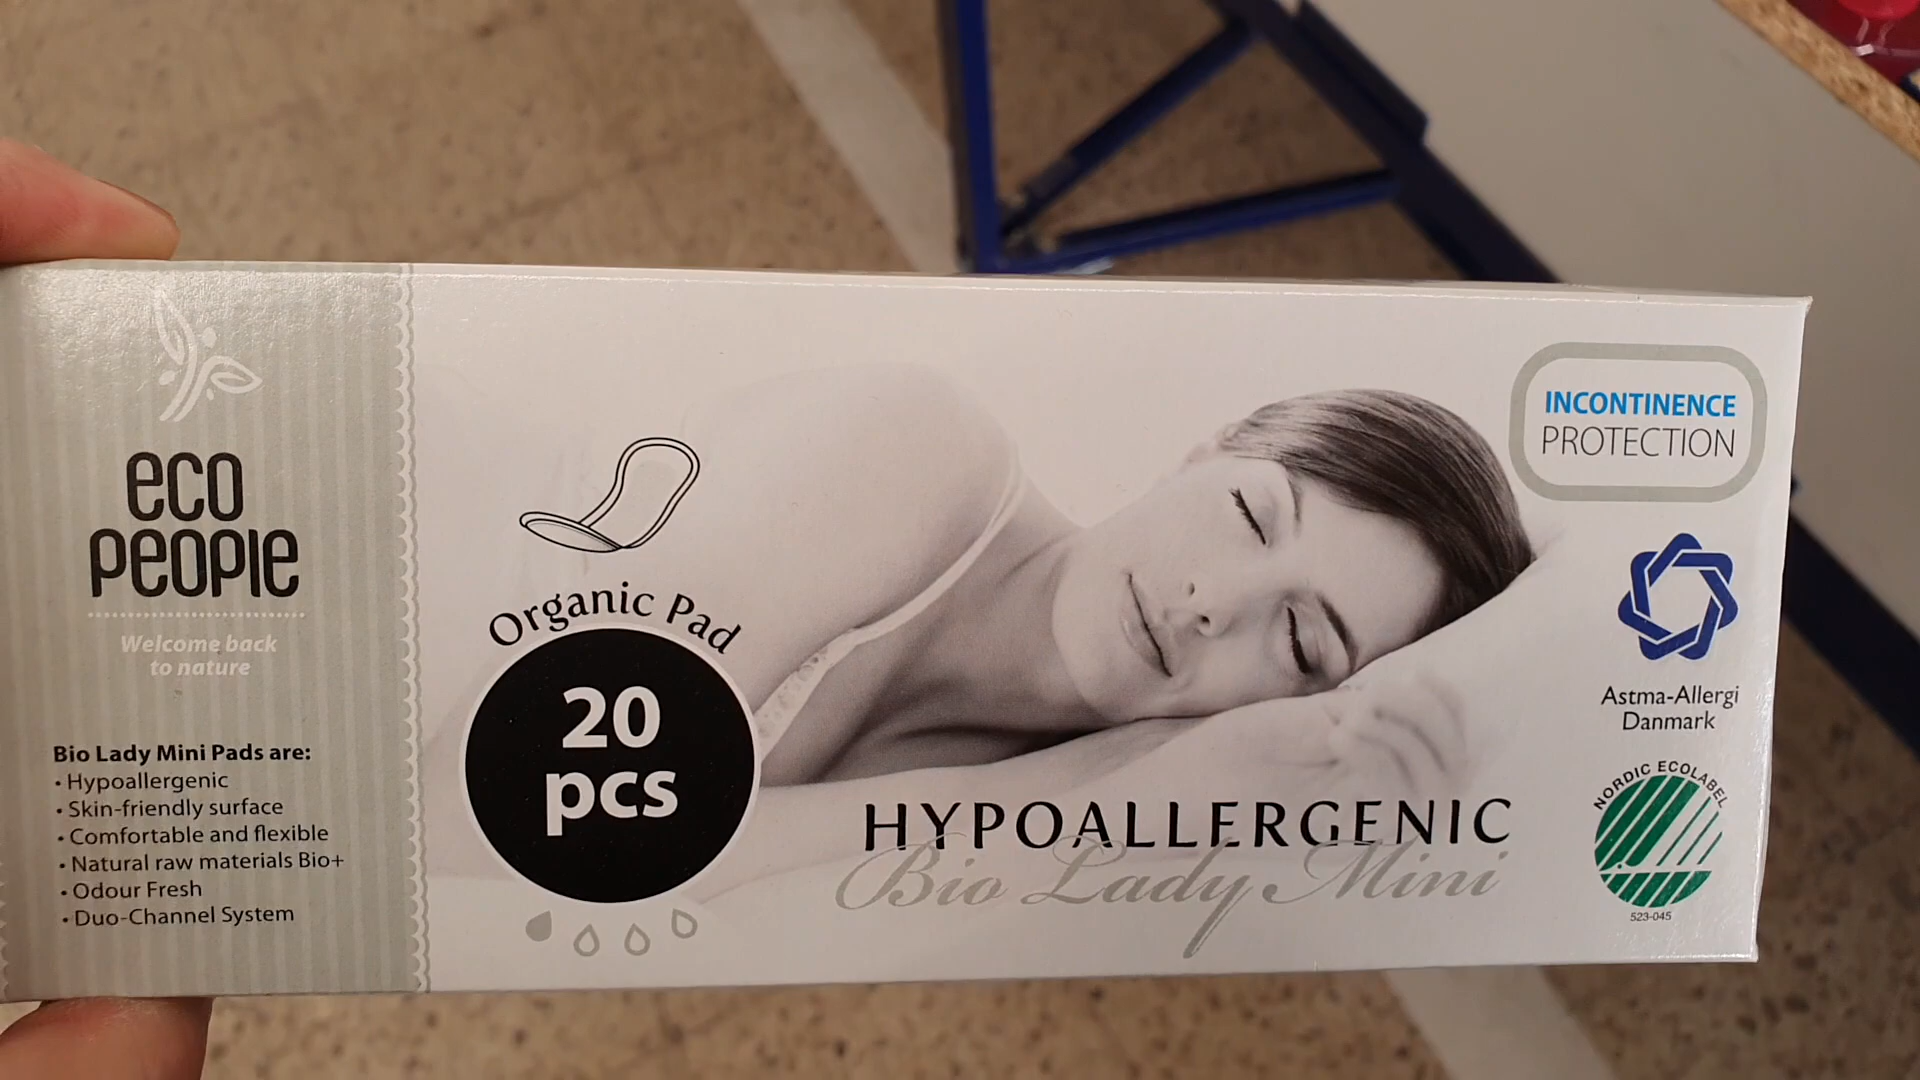 eco
PEOPLE
Welcome back
to nature
Bio Lady Mini Pads are:
• Hypoallergenic
• Skin-friendly surface
• Comfortable and flexible
• Natural raw materials Bio+
• Odour Fresh
• Duo-Channel System
Organic Pad
20
pcs
HYPOALLERGENIC
Bio Lady Mini
INCONTINENCE
PROTECTION
Astma-Allergi
Danmark
NORDIC ECOLABEL
523-045